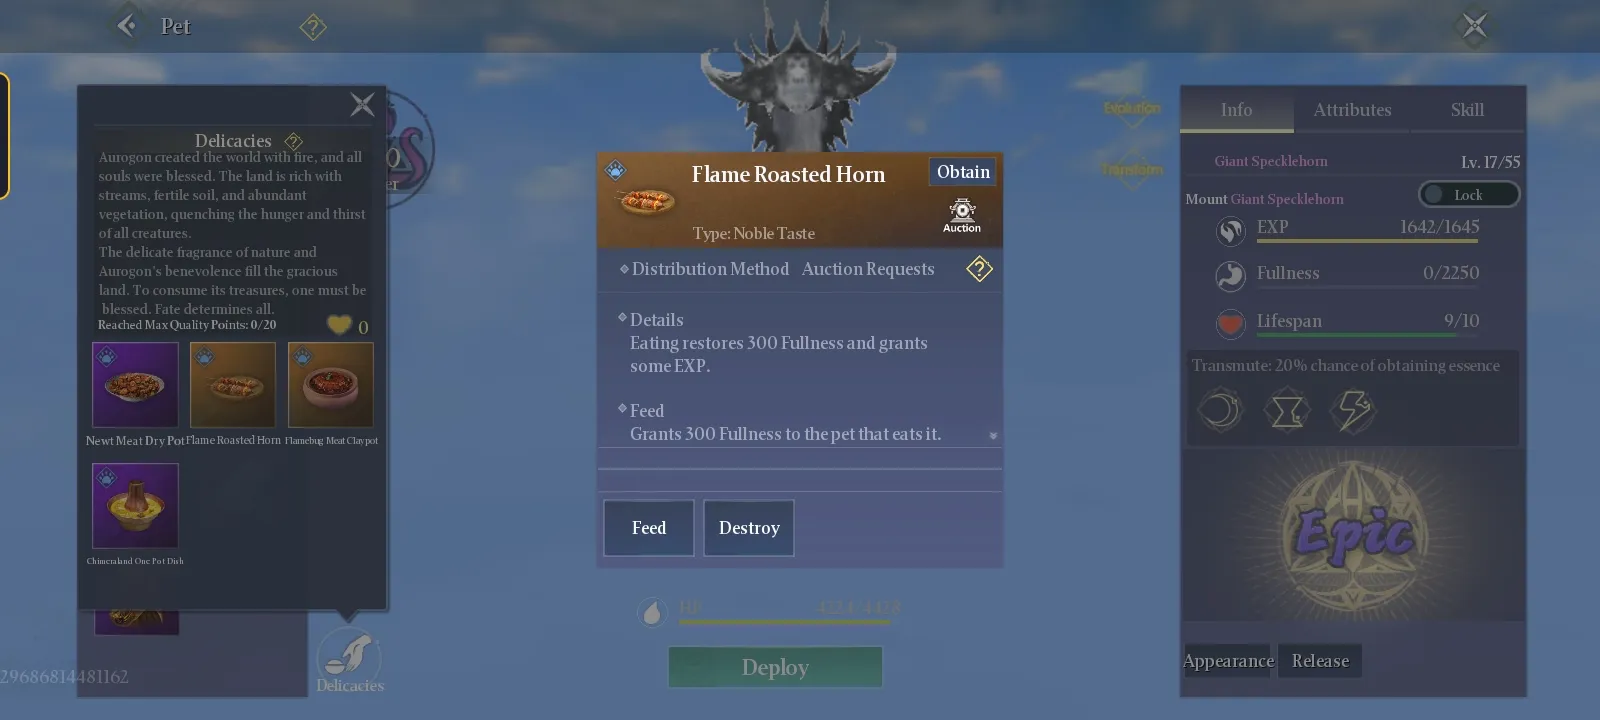 Pet
?
Delicacies ?
Aurogon created the world with fire, and all
souls were blessed. The land is rich with
streams, fertile soil, and abundant
vegetation, quenching the hunger and thirst
of all creatures.
The delicate fragrance of nature and
Aurogon's benevolence fill the gracious
land. To consume its treasures, one must be
blessed. Fate determines all.
Reached Max Quality Points: 0/20
0
Newt Meat Dry Pot
Flame Roasted Horn
Flamebug Meat Claypot
Chimeraland One Pot Dish
29686814481162
Delicacies
Flame Roasted Horn
Obtain
Auction
Type: Noble Taste
Distribution Method Auction Requests ?
Details
Eating restores 300 Fullness and grants
some EXP.
Feed
Grants 300 Fullness to the pet that eats it.
Feed
Destroy
HP
Deploy
Evolution
Transform
Info
Attributes
Skill
Giant Specklehorn
Lv. 17/55
Mount Giant Specklehorn
Lock
EXP 1642/1645
Fullness 0/2250
Lifespan 9/10
Transmute: 20% chance of obtaining essence
Epic
Appearance
Release